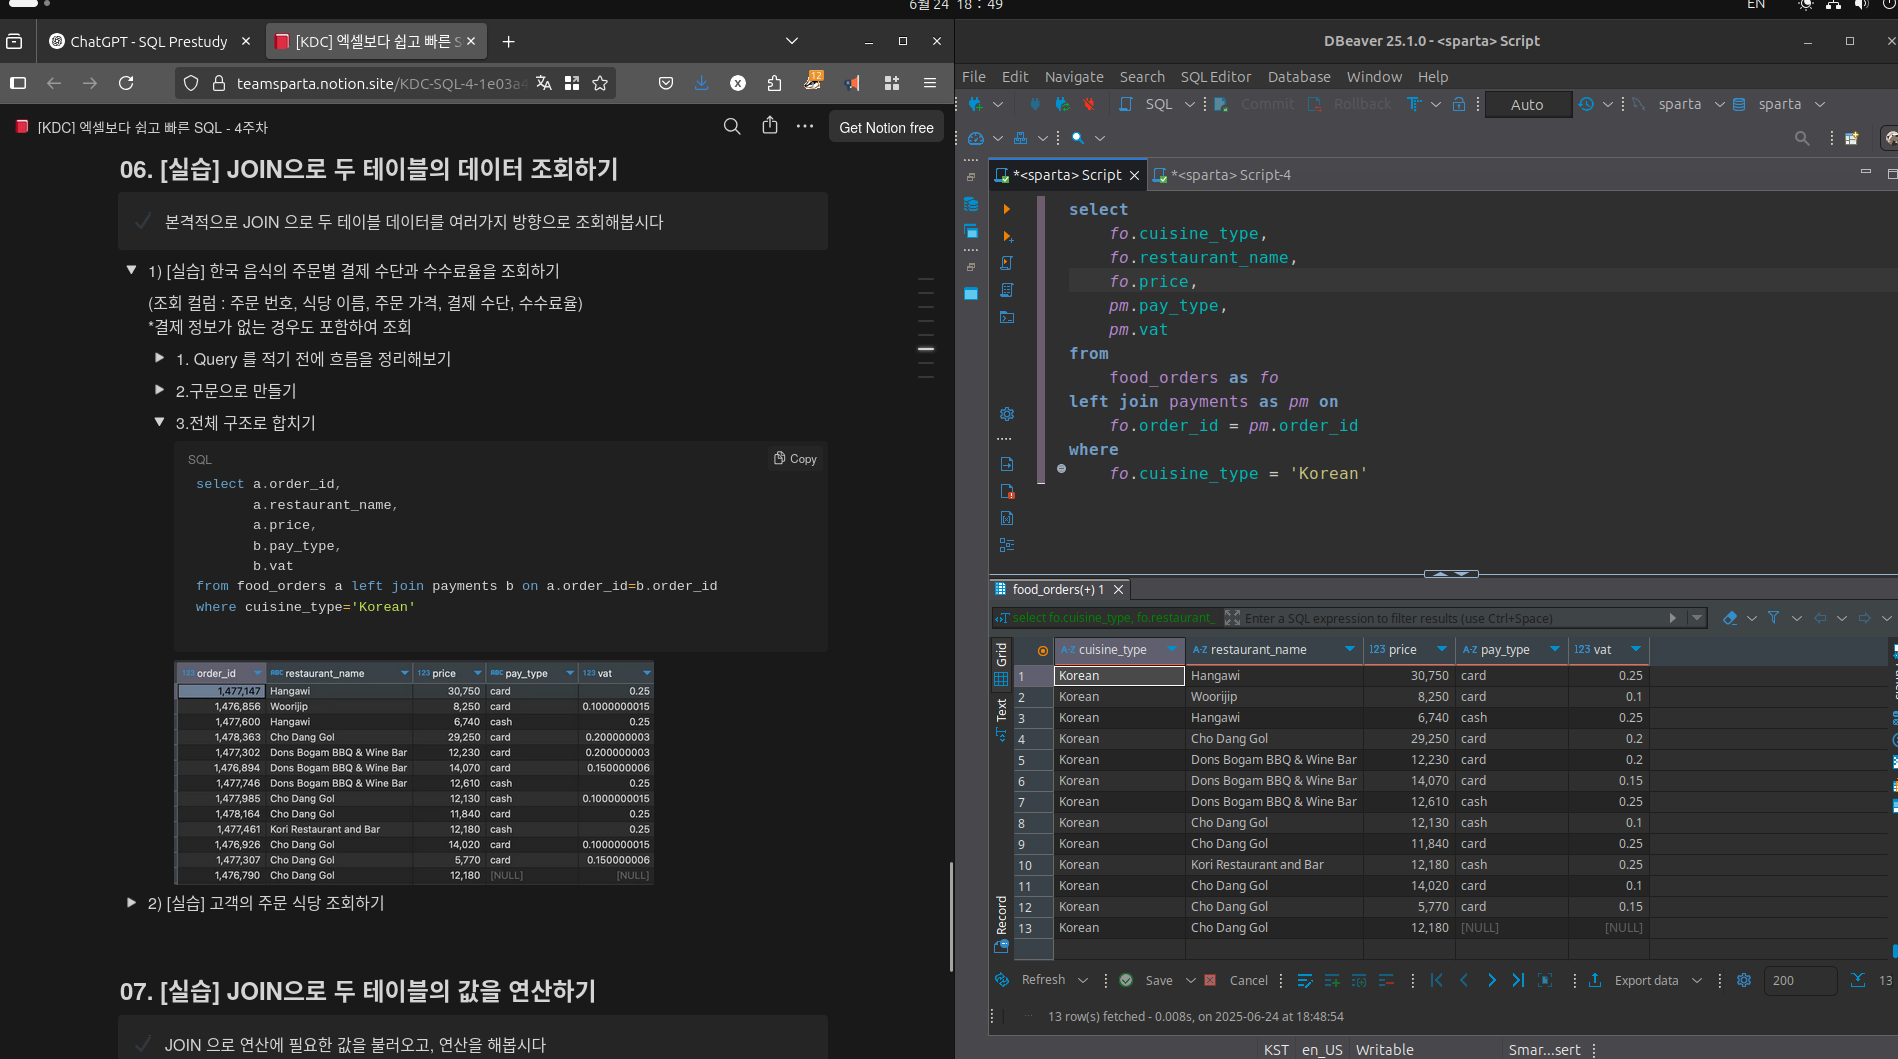 6월 24 18 : 49
EN
ChatGPT - SQL Prestudy
[KDC] 엑셀보다 쉽고 빠른 S
teamsparta.notion.site/KDC-SQL-4-1e03a4
12
[KDC] 엑셀보다 쉽고 빠른 SQL - 4주차
Get Notion free
06. [실습] JOIN으로 두 테이블의 데이터 조회하기
본격적으로 JOIN 으로 두 테이블 데이터를 여러가지 방향으로 조회해봅시다
1) [실습] 한국 음식의 주문별 결제 수단과 수수료율을 조회하기
(조회 컬럼 : 주문 번호, 식당 이름, 주문 가격, 결제 수단, 수수료율)
*결제 정보가 없는 경우도 포함하여 조회
1. Query 를 적기 전에 흐름을 정리해보기
2.구문으로 만들기
3.전체 구조로 합치기
SQL
Copy
select a.order_id,
a.restaurant_name,
a.price,
b.pay_type,
b.vat
from food_orders a left join payments b on a.order_id=b.order_id
where cuisine_type='Korean'
123 order_id ABC restaurant_name 123 price ABC pay_type 123 vat
1,477,147 Hangawi 30,750 card 0.25
1,476,856 Woorijip 8,250 card 0.1000000015
1,477,600 Hangawi 6,740 cash 0.25
1,478,363 Cho Dang Gol 29,250 card 0.200000003
1,477,302 Dons Bogam BBQ & Wine Bar 12,230 card 0.200000003
1,476,894 Dons Bogam BBQ & Wine Bar 14,070 card 0.150000006
1,477,746 Dons Bogam BBQ & Wine Bar 12,610 cash 0.25
1,477,985 Cho Dang Gol 12,130 cash 0.1000000015
1,478,164 Cho Dang Gol 11,840 card 0.25
1,477,461 Kori Restaurant and Bar 12,180 cash 0.25
1,476,926 Cho Dang Gol 14,020 card 0.1000000015
1,477,307 Cho Dang Gol 5,770 card 0.150000006
1,476,790 Cho Dang Gol 12,180 [NULL] [NULL]
2) [실습] 고객의 주문 식당 조회하기
07. [실습] JOIN으로 두 테이블의 값을 연산하기
JOIN 으로 연산에 필요한 값을 불러오고, 연산을 해봅시다
DBeaver 25.1.0 - <sparta> Script
File Edit Navigate Search SQL Editor Database Window Help
SQL Commit Rollback Auto sparta sparta
*<sparta> Script
*<sparta> Script-4
select
fo.cuisine_type,
fo.restaurant_name,
fo.price,
pm.pay_type,
pm.vat
from
food_orders as fo
left join payments as pm on
fo.order_id = pm.order_id
where
fo.cuisine_type = 'Korean'
food_orders(+) 1
select fo.cuisine_type, fo.restaurant_
Enter a SQL expression to filter results (use Ctrl+Space)
Grid
Text
Record
A-Z cuisine_type A-Z restaurant_name 123 price A-Z pay_type 123 vat
1 Korean Hangawi 30,750 card 0.25
2 Korean Woorijip 8,250 card 0.1
3 Korean Hangawi 6,740 cash 0.25
4 Korean Cho Dang Gol 29,250 card 0.2
5 Korean Dons Bogam BBQ & Wine Bar 12,230 card 0.2
6 Korean Dons Bogam BBQ & Wine Bar 14,070 card 0.15
7 Korean Dons Bogam BBQ & Wine Bar 12,610 cash 0.25
8 Korean Cho Dang Gol 12,130 cash 0.1
9 Korean Cho Dang Gol 11,840 card 0.25
10 Korean Kori Restaurant and Bar 12,180 cash 0.25
11 Korean Cho Dang Gol 14,020 card 0.1
12 Korean Cho Dang Gol 5,770 card 0.15
13 Korean Cho Dang Gol 12,180 [NULL] [NULL]
Refresh Save Cancel Export data 200 13
13 row(s) fetched - 0.008s, on 2025-06-24 at 18:48:54
KST en_US Writable Smar...sert